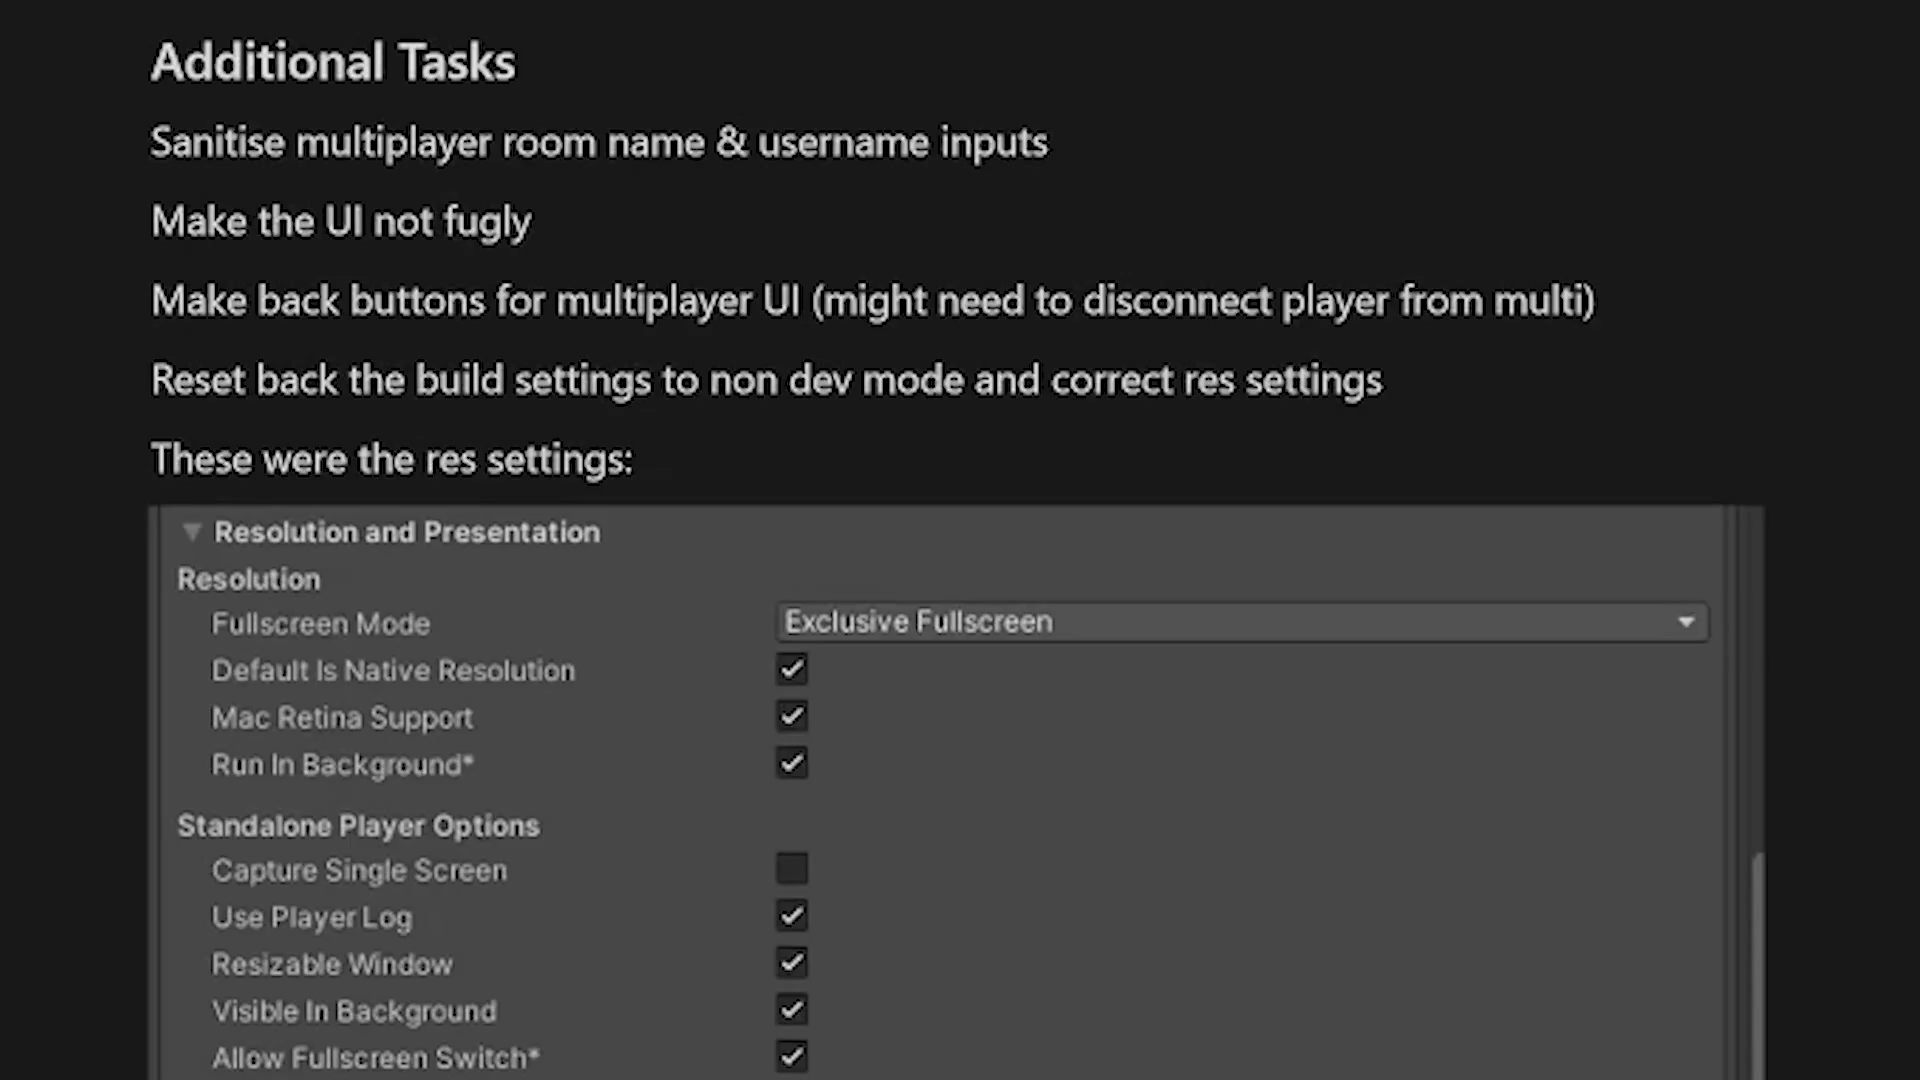 Additional Tasks
Sanitise multiplayer room name & username inputs
Make the UI not fugly
Make back buttons for multiplayer UI (might need to disconnect player from multi)
Reset back the build settings to non dev mode and correct res settings
These were the res settings:
Resolution and Presentation
Resolution
Fullscreen Mode Exclusive Fullscreen
Default Is Native Resolution
Mac Retina Support
Run In Background*
Standalone Player Options
Capture Single Screen
Use Player Log
Resizable Window
Visible In Background
Allow Fullscreen Switch*